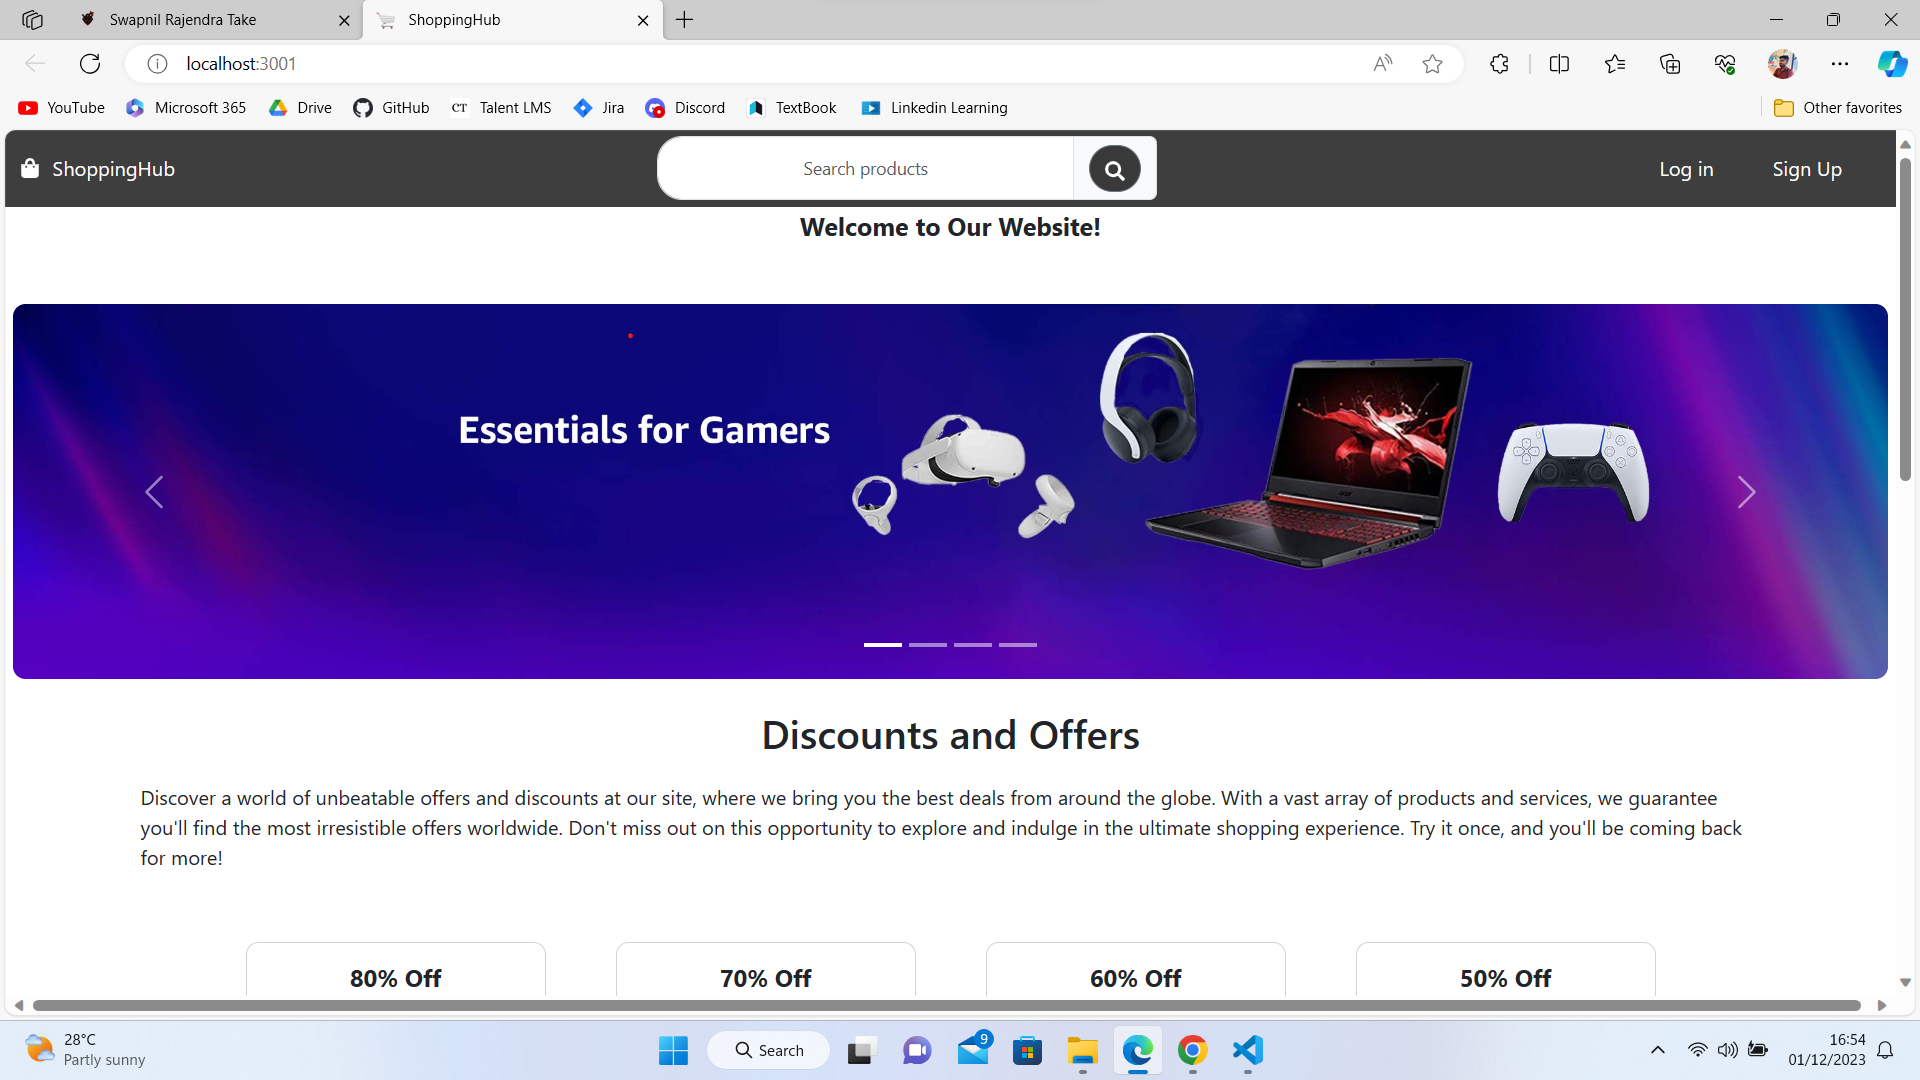 Swapnil Rajendra Take
ShoppingHub
localhost:3001
YouTube
Microsoft 365
Drive
GitHub
CT Talent LMS
Jira
Discord
TextBook
Linkedin Learning
Other favorites
ShoppingHub
Search products
Log in
Sign Up
Welcome to Our Website!
Essentials for Gamers
Discounts and Offers
Discover a world of unbeatable offers and discounts at our site, where we bring you the best deals from around the globe. With a vast array of products and services, we guarantee
you'll find the most irresistible offers worldwide. Don't miss out on this opportunity to explore and indulge in the ultimate shopping experience. Try it once, and you'll be coming back
for more!
80% Off
70% Off
60% Off
50% Off
28°C
Partly sunny
Search
9
16:54
01/12/2023